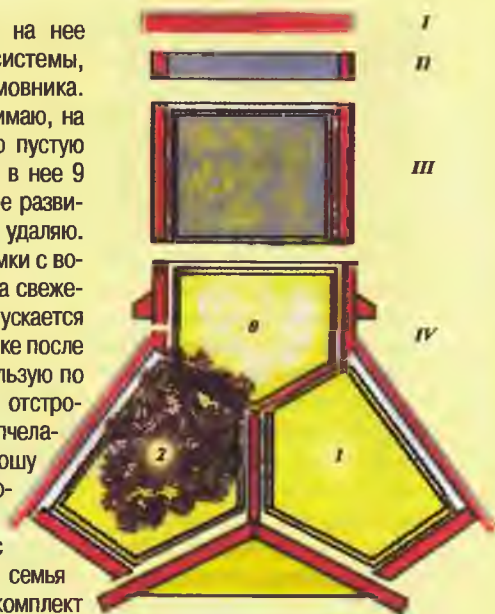 на нее
системы,
мовника.
имаю, на
о пустую
в нее 9
е разви-
удаляю.
мки с во-
а свеже-
ускается
ке после
льзую по
отстро-
пчела-
ошу
о-
с
семья
комплект
I
II
III
IV
0
2
1